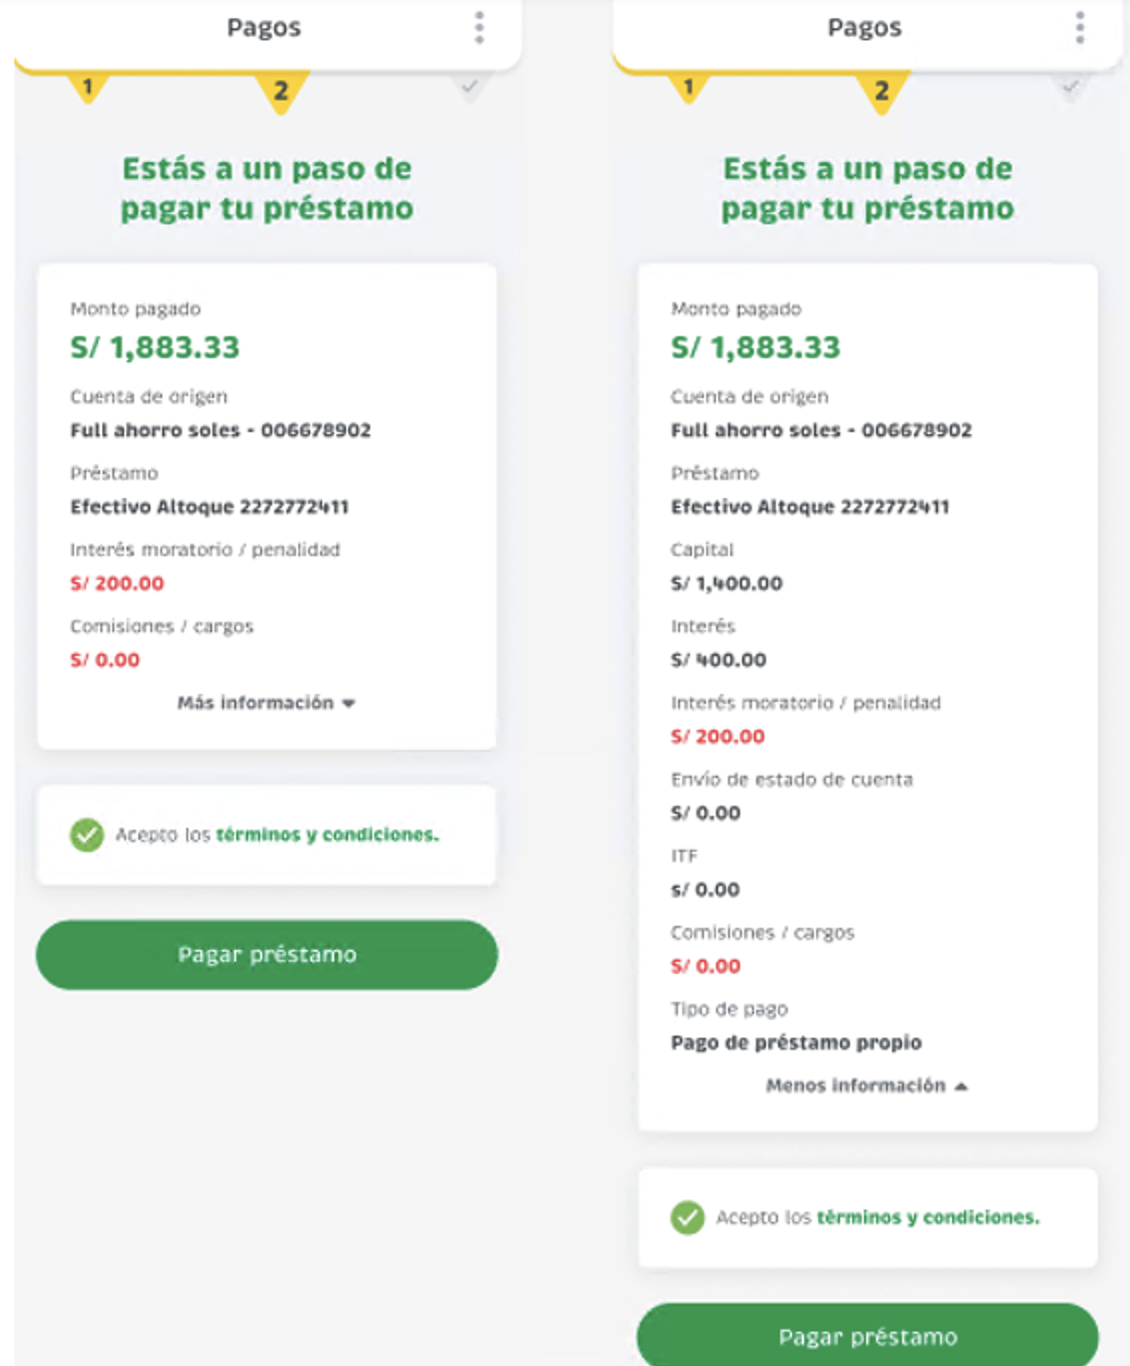 Pagos
1
2
Estás a un paso de
pagar tu préstamo
Monto pagado
S/ 1,883.33
Cuenta de origen
Full ahorro soles - 006678902
Préstamo
Efectivo Altoque 2272772411
Interés moratorio / penalidad
S/ 200.00
Comisiones / cargos
S/ 0.00
Más información
Acepto los términos y condiciones.
Pagar préstamo
Pagos
1
2
Estás a un paso de
pagar tu préstamo
Monto pagado
S/ 1,883.33
Cuenta de origen
Full ahorro soles - 006678902
Préstamo
Efectivo Altoque 2272772411
Capital
S/ 1,400.00
Interés
S/ 400.00
Interés moratorio / penalidad
S/ 200.00
Envío de estado de cuenta
S/ 0.00
ITF
s/ 0.00
Comisiones / cargos
S/ 0.00
Tipo de pago
Pago de préstamo propio
Menos información
Acepto los términos y condiciones.
Pagar préstamo